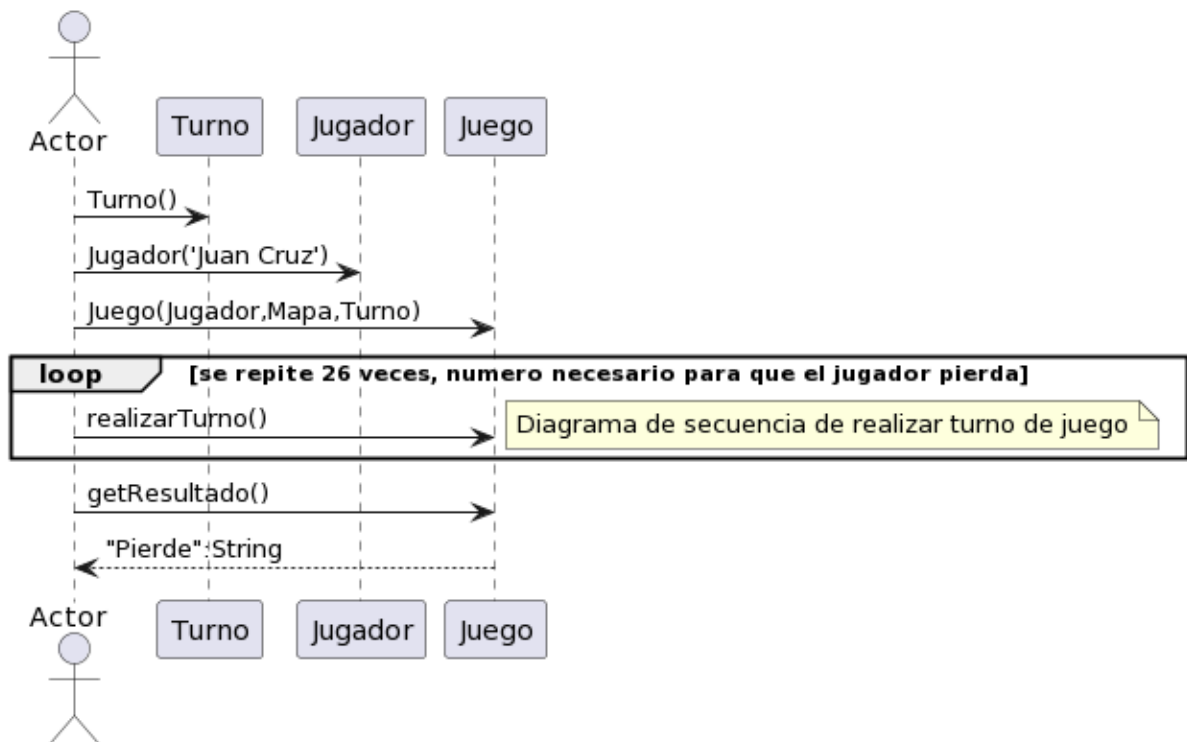 Actor
Turno
Jugador
Juego
Turno()
Jugador('Juan Cruz')
Juego(Jugador,Mapa,Turno)
loop [se repite 26 veces, numero necesario para que el jugador pierda]
realizarTurno()
Diagrama de secuencia de realizar turno de juego
getResultado()
"Pierde":String
Actor
Turno
Jugador
Juego